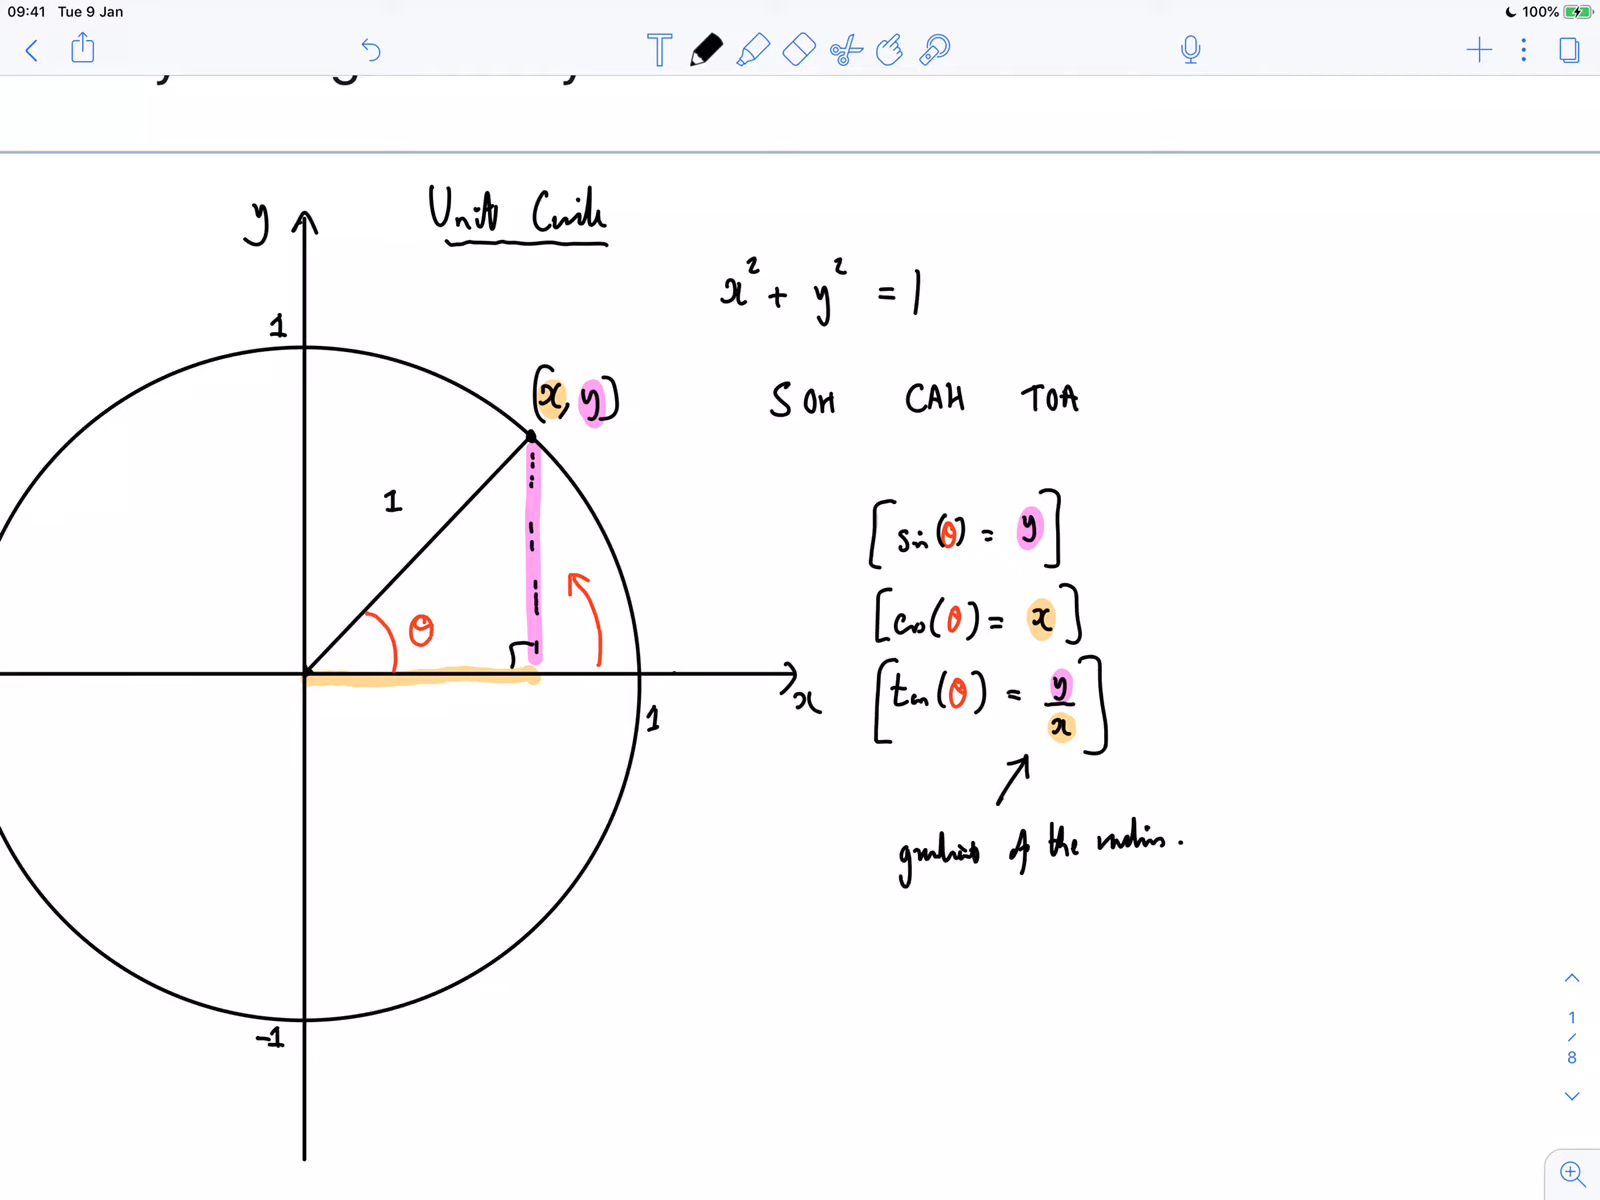 09:41 Tue 9 Jan
100%
Unit Circle
y
x² + y² = 1
1
(x, y)
SOH CAH TOA
1
[sin(θ) = y]
θ
[cos(θ) = x]
[tan(θ) = y/x]
x
1
gradient of the radius.
-1
1
/
8